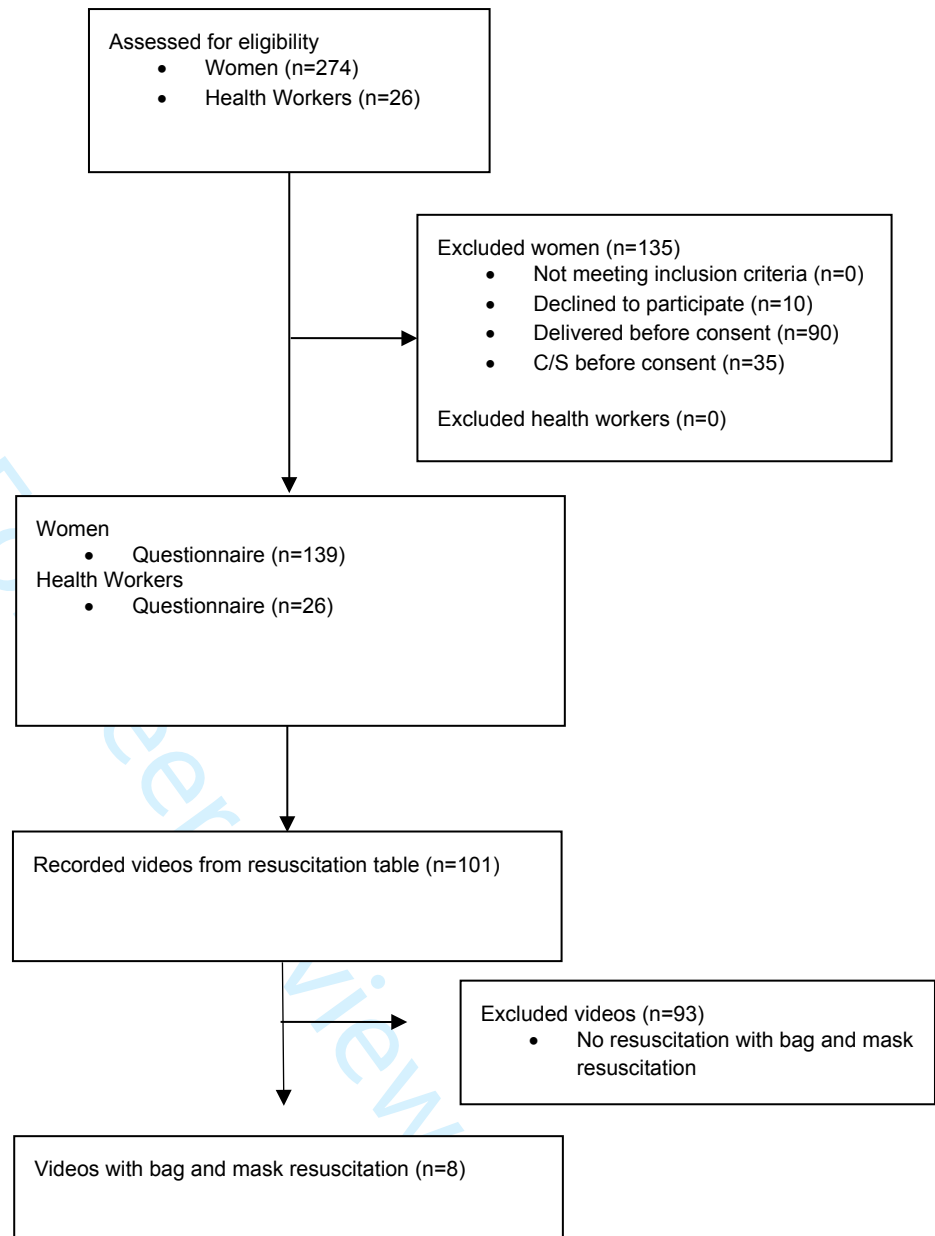 Assessed for eligibility
• Women (n=274)
• Health Workers (n=26)
Excluded women (n=135)
• Not meeting inclusion criteria (n=0)
• Declined to participate (n=10)
• Delivered before consent (n=90)
• C/S before consent (n=35)
Excluded health workers (n=0)
Women
• Questionnaire (n=139)
Health Workers
• Questionnaire (n=26)
Recorded videos from resuscitation table (n=101)
Excluded videos (n=93)
• No resuscitation with bag and mask
resuscitation
Videos with bag and mask resuscitation (n=8)